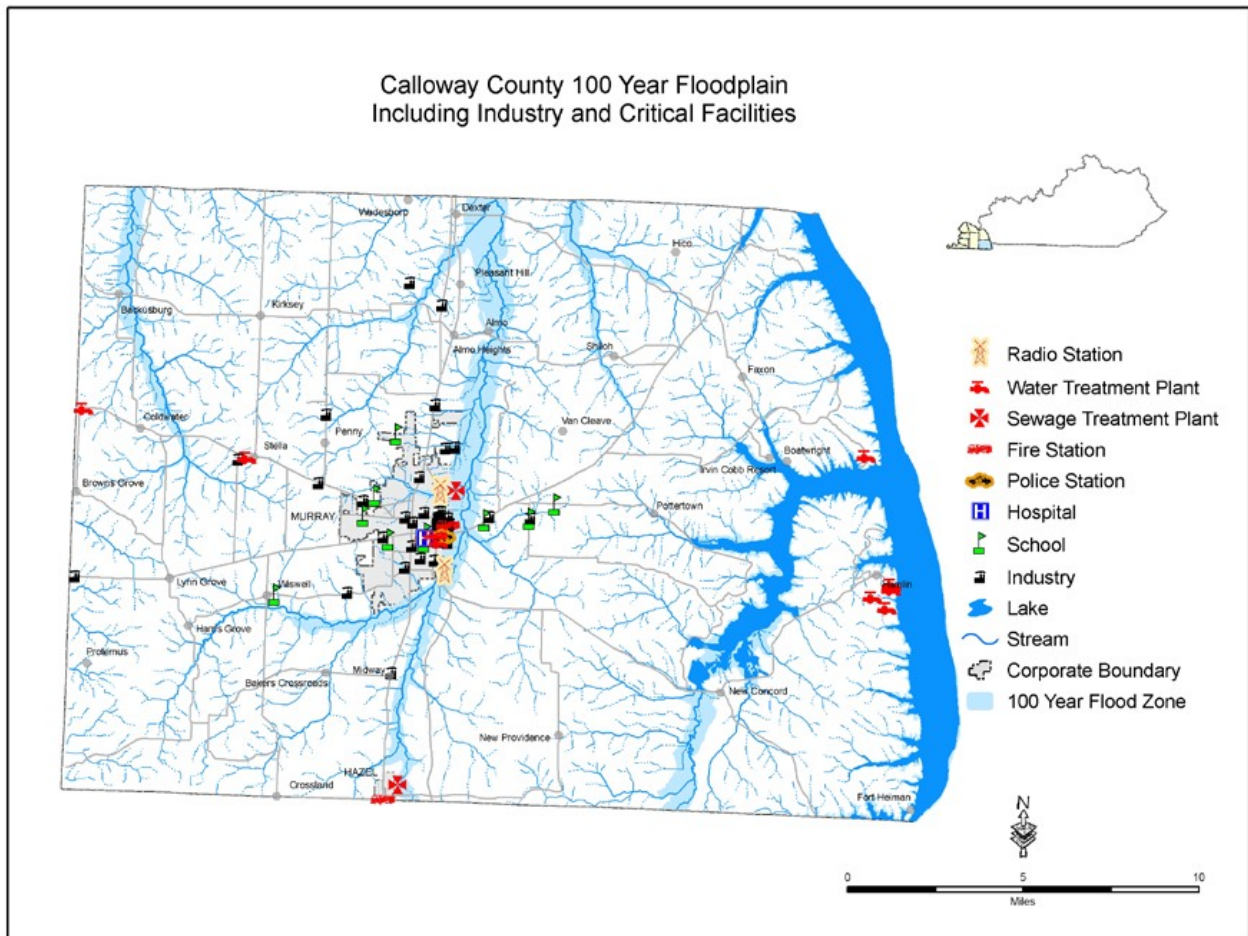 Calloway County 100 Year Floodplain
Including Industry and Critical Facilities
Wadesboro
Dexter
Hico
Pleasant Hill
Backusburg
Kirksey
Almo
Almo Heights
Shiloh
Faxon
Coldwater
Penny
Van Cleave
Stella
Boatwright
Irvin Cobb Resort
Browns Grove
MURRAY
Pottertown
Lynn Grove
Wiswell
Hamlin
Harris Grove
Protemus
Midway
Bakers Crossroads
New Concord
New Providence
HAZEL
Crossland
Fort Heiman
H
Radio Station
Water Treatment Plant
Sewage Treatment Plant
Fire Station
Police Station
H Hospital
School
Industry
Lake
Stream
Corporate Boundary
100 Year Flood Zone
N
0 5 10
Miles